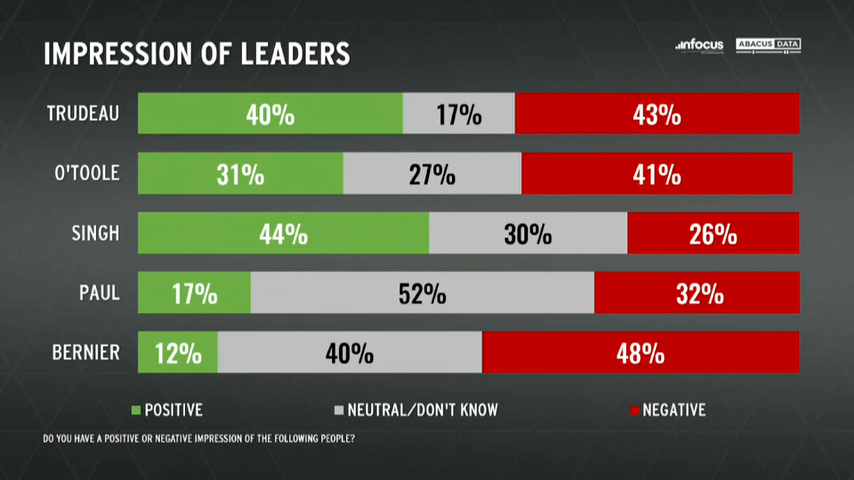 IMPRESSION OF LEADERS
infocus
ABACUS DATA
TRUDEAU 40% 17% 43%
O'TOOLE 31% 27% 41%
SINGH 44% 30% 26%
PAUL 17% 52% 32%
BERNIER 12% 40% 48%
POSITIVE NEUTRAL/DON'T KNOW NEGATIVE
DO YOU HAVE A POSITIVE OR NEGATIVE IMPRESSION OF THE FOLLOWING PEOPLE?